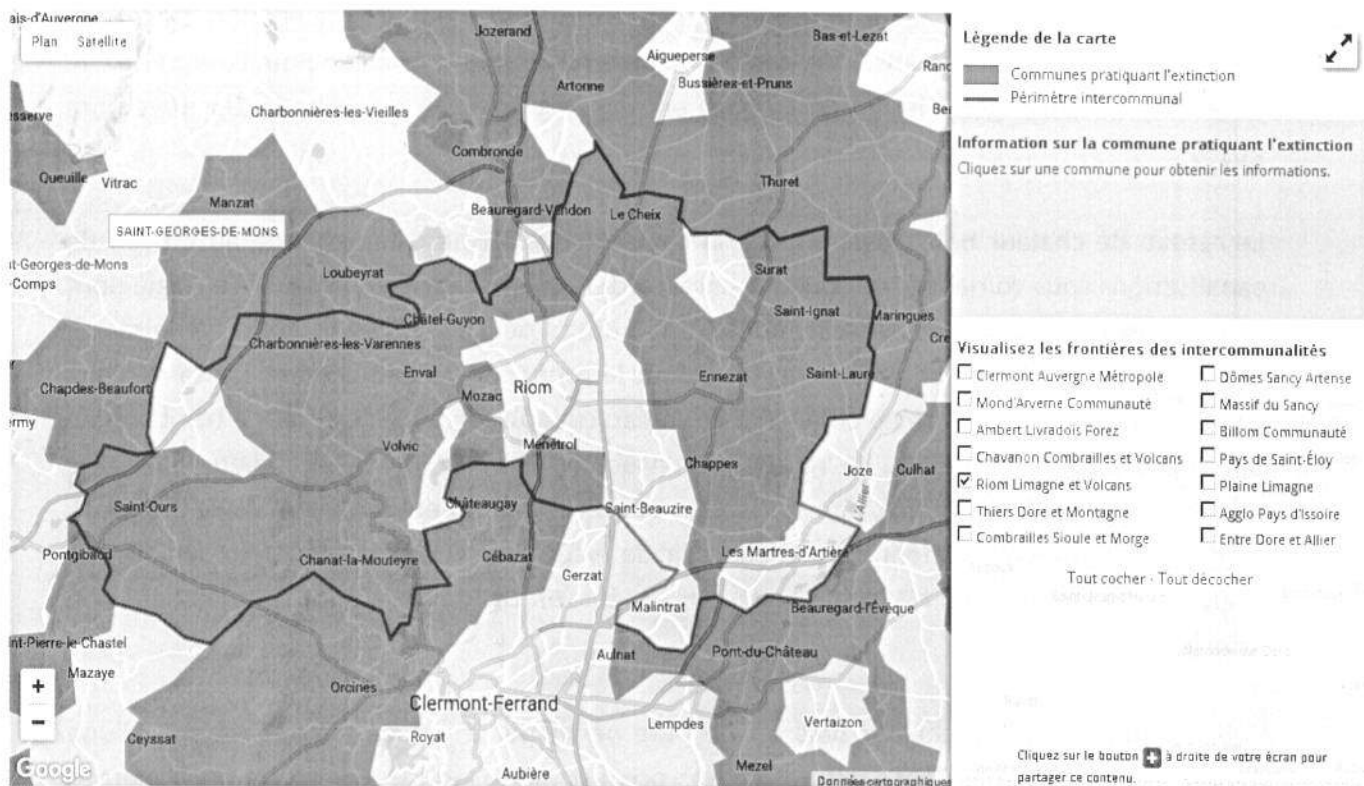 ais-d'Auvergne
Plan Satellite
Jozerand
Bas-et-Lezat
Aigueperse
Bussières-et-Pruns
Artonne
Charbonnières-les-Vieilles
Combronde
Queuille
Vitrac
Thuret
Manzat
Beauregard-Vendon
Le Cheix
SAINT-GEORGES-DE-MONS
t-Georges-de-Mons
-Comps
Loubeyrat
Surat
Saint-Ignat
Maringues
Châtel-Guyon
Charbonnières-les-Varennes
Enval
Ennezat
Saint-Laure
Chapdes-Beaufort
Riom
Mozac
Volvic
Ménétrol
Chappes
Joze
Culhat
L'Allier
Saint-Ours
Châteaugay
Saint-Beauzire
Pontgibaud
Chanat-la-Mouteyre
Cébazat
Gerzat
Les Martres-d'Artière
Malintrat
Beauregard-l'Évêque
nt-Pierre-le-Chastel
Mazaye
Aulnat
Pont-du-Château
Orcines
Clermont-Ferrand
Lempdes
Vertaizon
Royat
Ceyssat
Mezel
Aubière
+
−
Google
Données cartographiques
Légende de la carte
Communes pratiquant l'extinction
Périmètre intercommunal
Information sur la commune pratiquant l'extinction
Cliquez sur une commune pour obtenir les informations.
Visualisez les frontières des intercommunalités
Clermont Auvergne Métropole
Dômes Sancy Artense
Mond'Arverne Communauté
Massif du Sancy
Ambert Livradois Forez
Billom Communauté
Chavanon Combrailles et Volcans
Pays de Saint-Éloy
Riom Limagne et Volcans
Plaine Limagne
Thiers Dore et Montagne
Agglo Pays d'Issoire
Combrailles Sioule et Morge
Entre Dore et Allier
Tout cocher - Tout décocher
Cliquez sur le bouton + à droite de votre écran pour
partager ce contenu.